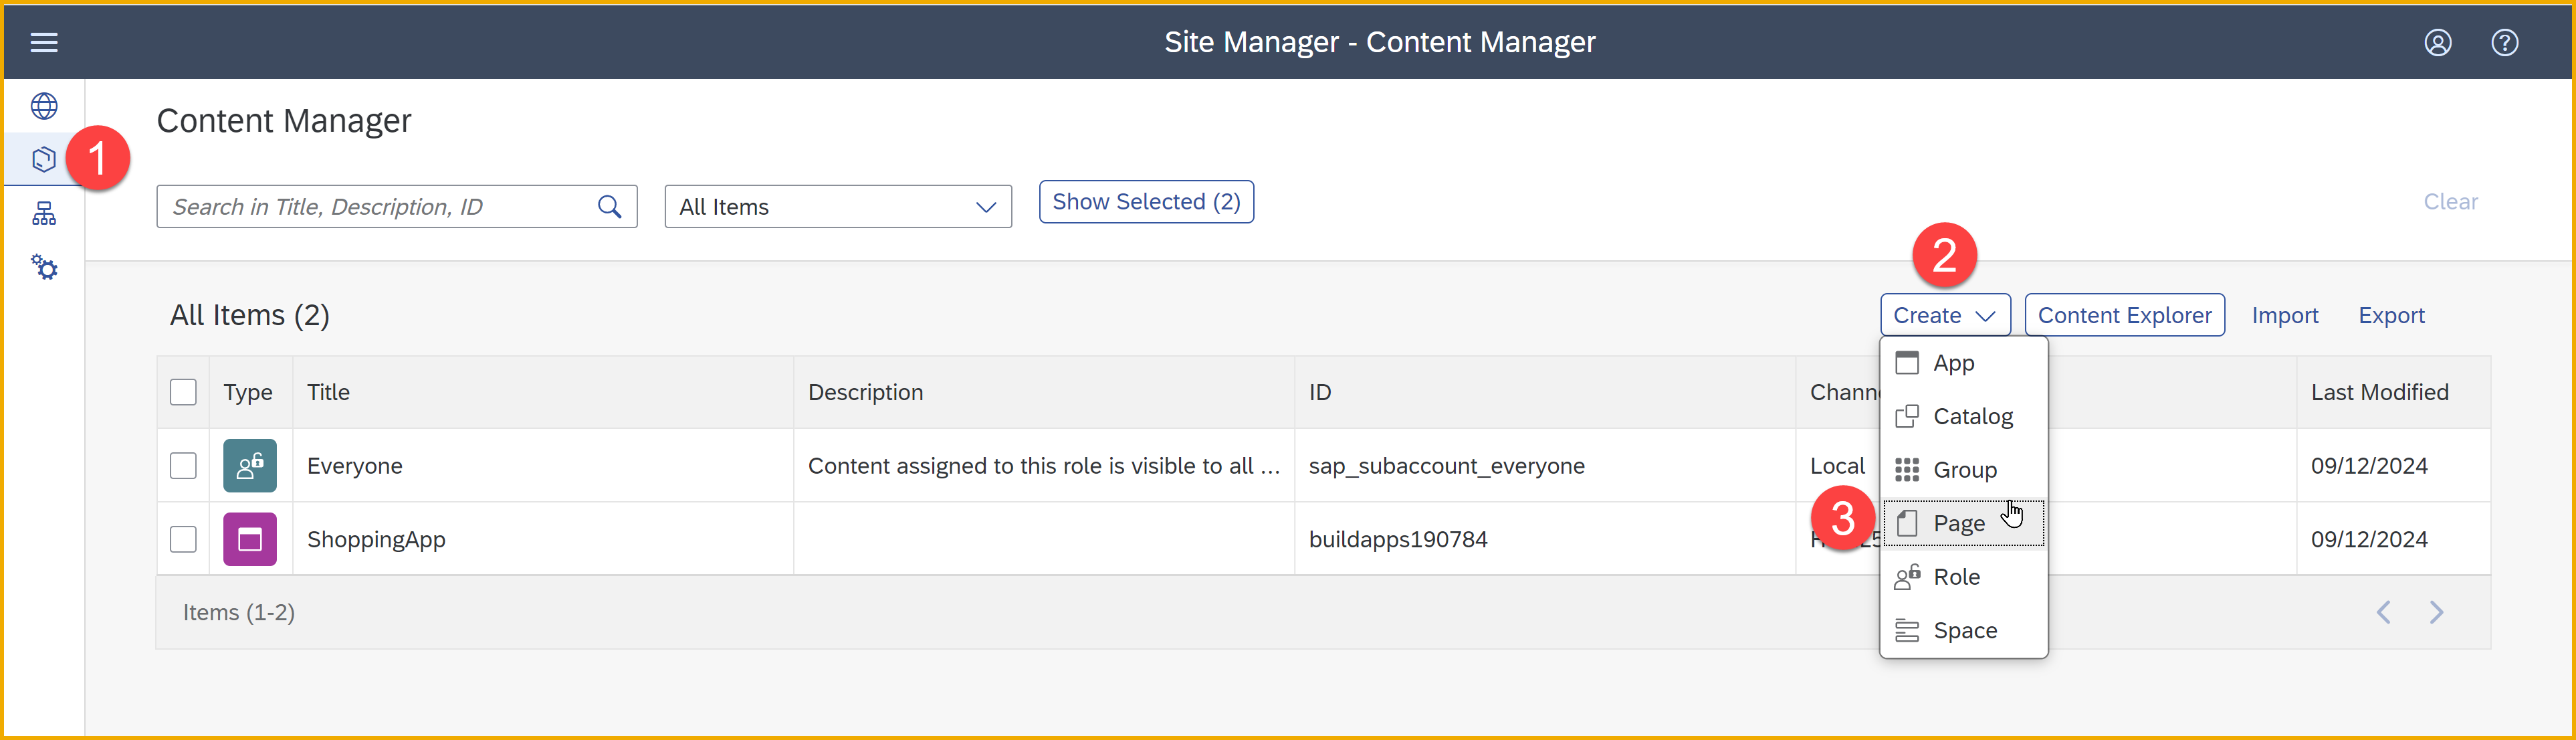 Site Manager - Content Manager
Content Manager
1
Search in Title, Description, ID
All Items
Show Selected (2)
Clear
2
All Items (2)
Create
Content Explorer
Import
Export
App
Catalog
Group
Page
Role
Space
3
Type
Title
Description
ID
Last Modified
Everyone
Content assigned to this role is visible to all ...
sap_subaccount_everyone
Local
09/12/2024
ShoppingApp
buildapps190784
09/12/2024
Items (1-2)